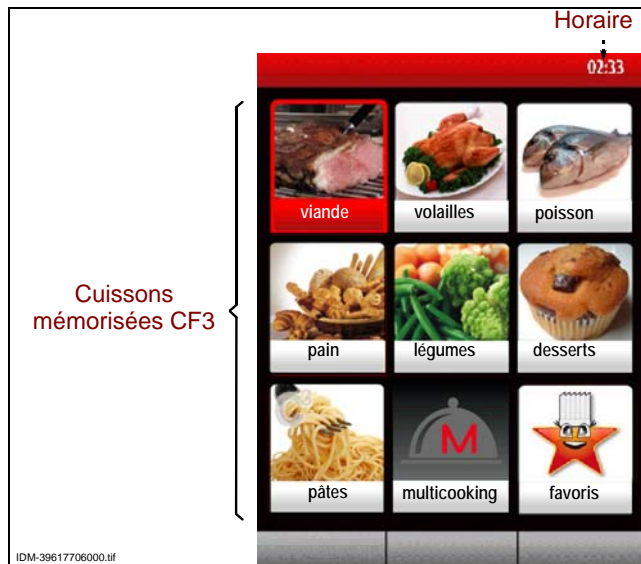 Horaire
02:33
viande
volailles
poisson
Cuissons
mémorisées CF3
pain
légumes
desserts
M
pâtes
multicooking
favoris
IDM-39617706000.tif